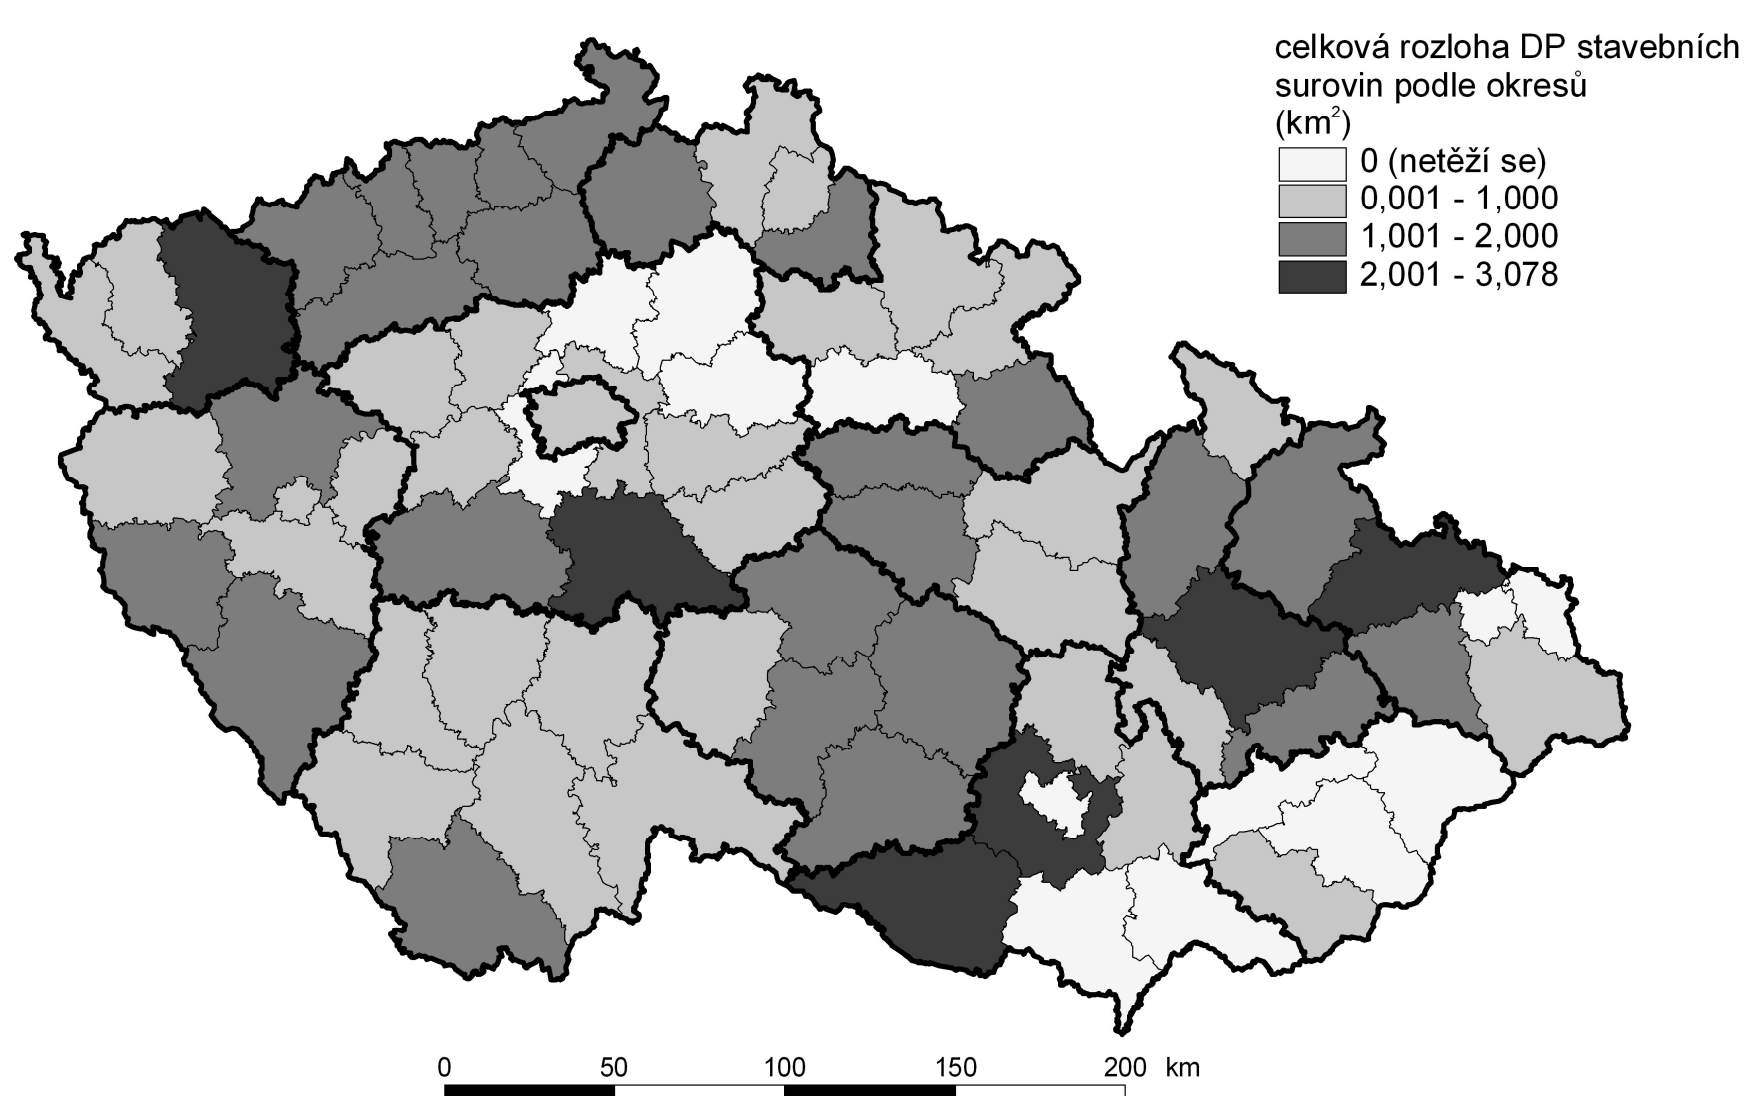 celková rozloha DP stavebních
surovin podle okresů
(km²)
0 (netěží se)
0,001 - 1,000
1,001 - 2,000
2,001 - 3,078
0 50 100 150 200 km